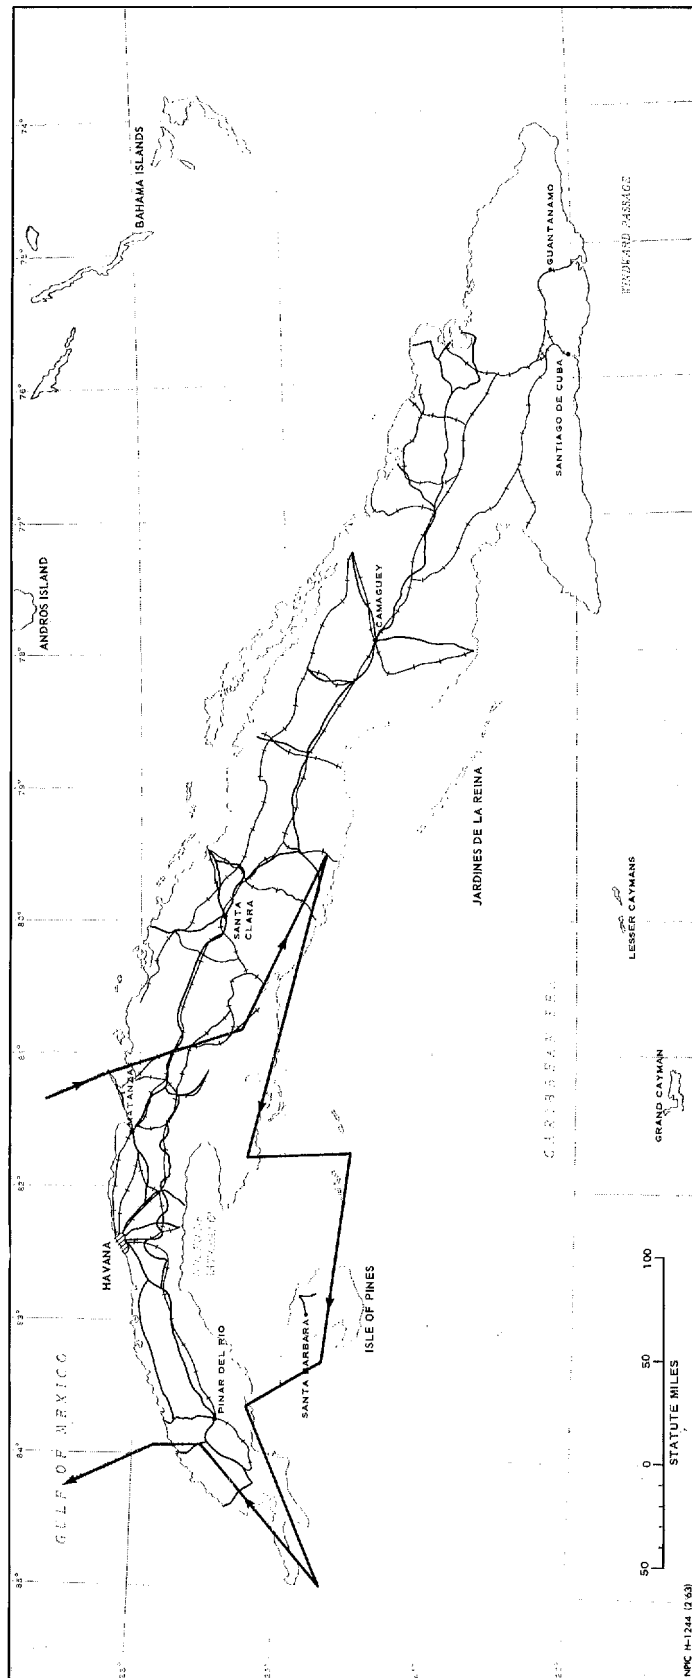 74°
75°
76°
77°
78°
79°
80°
81°
82°
83°
84°
85°
BAHAMA ISLANDS
ANDROS ISLAND
GULF OF MEXICO
HAVANA
MATANZAS
PINAR DEL RIO
SANTA
CLARA
CAMAGUEY
GUANTANAMO
SANTIAGO DE CUBA
WINDWARD PASSAGE
SANTA BARBARA
ISLE OF PINES
JARDINES DE LA REINA
CARIBBEAN SEA
LESSER CAYMANS
GRAND CAYMAN
50 0 50 100
STATUTE MILES
NPIC H-1244 (2/63)